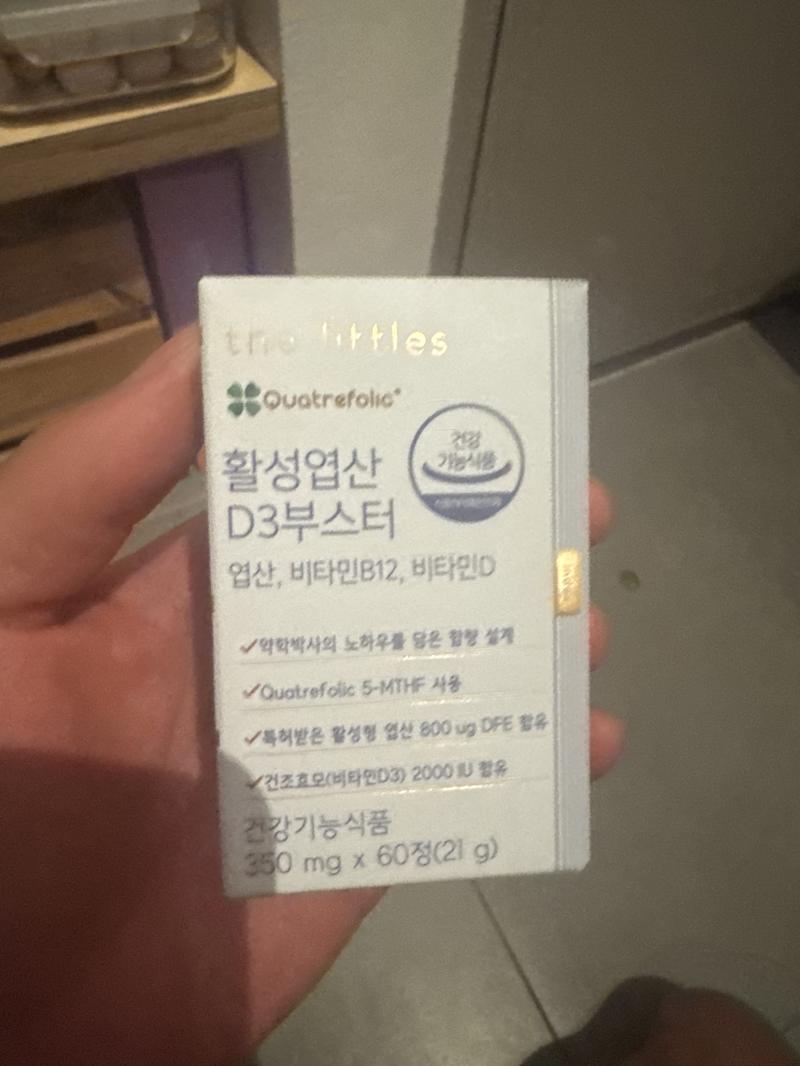 the littles
Quatrefolic®
건강
기능식품
활성엽산
D3부스터
엽산, 비타민B12, 비타민D
✓약학박사의 노하우를 담은 함량 설계
✓Quatrefolic 5-MTHF 사용
✓특허받은 활성형 엽산 800 ug DFE 함유
✓건조효모(비타민D3) 2000 IU 함유
건강기능식품
350 mg x 60정(21 g)